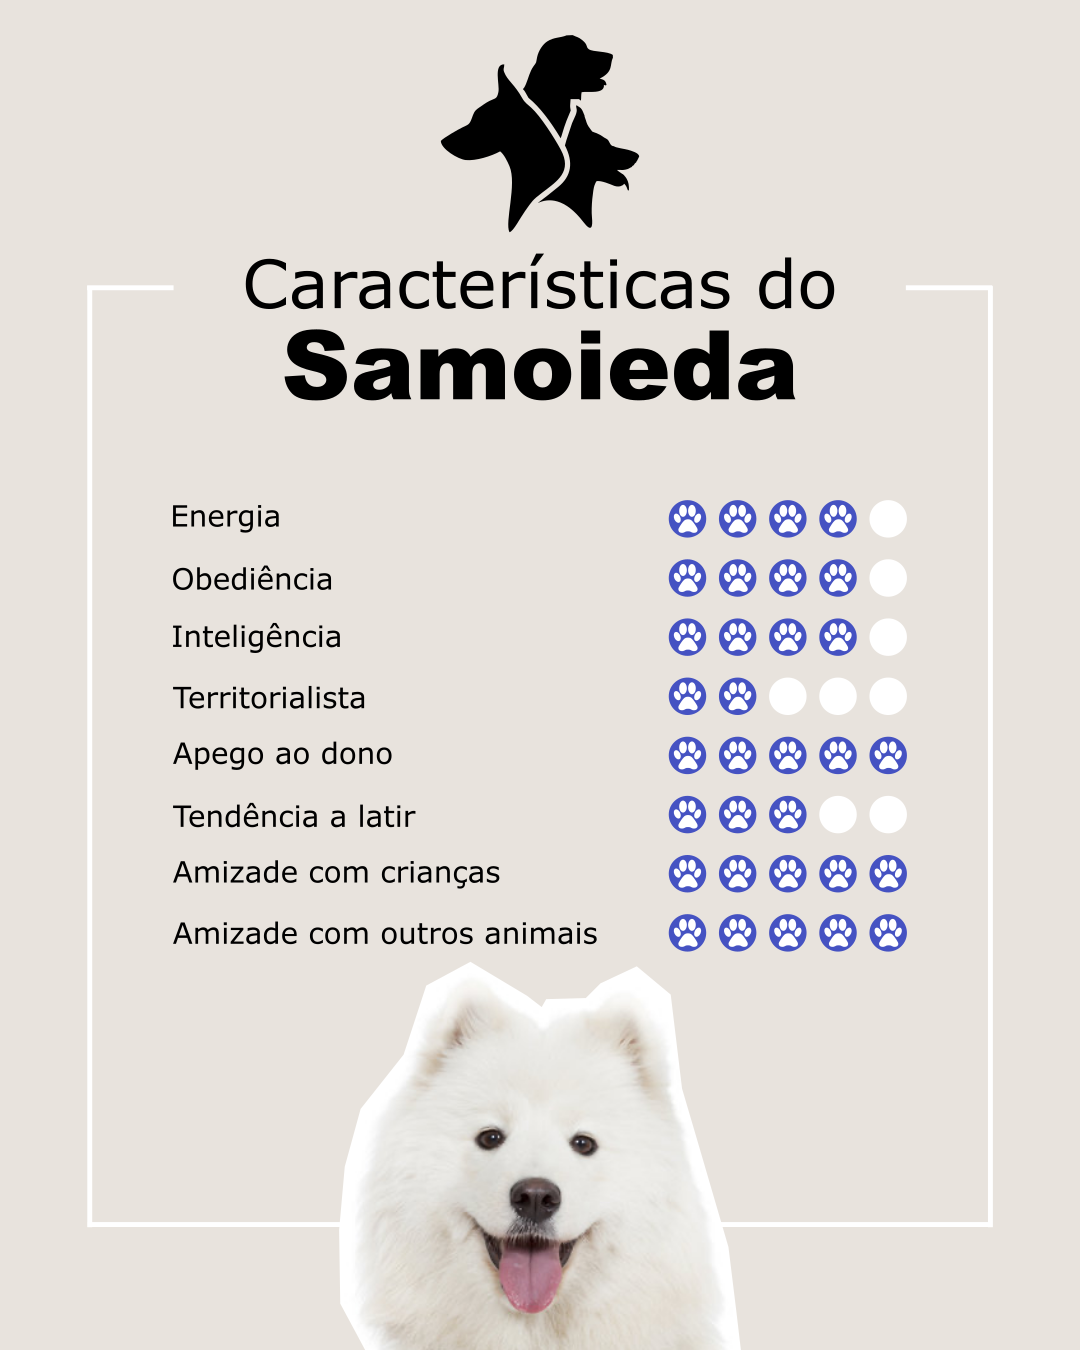 Características do
Samoieda
Energia
Obediência
Inteligência
Territorialista
Apego ao dono
Tendência a latir
Amizade com crianças
Amizade com outros animais